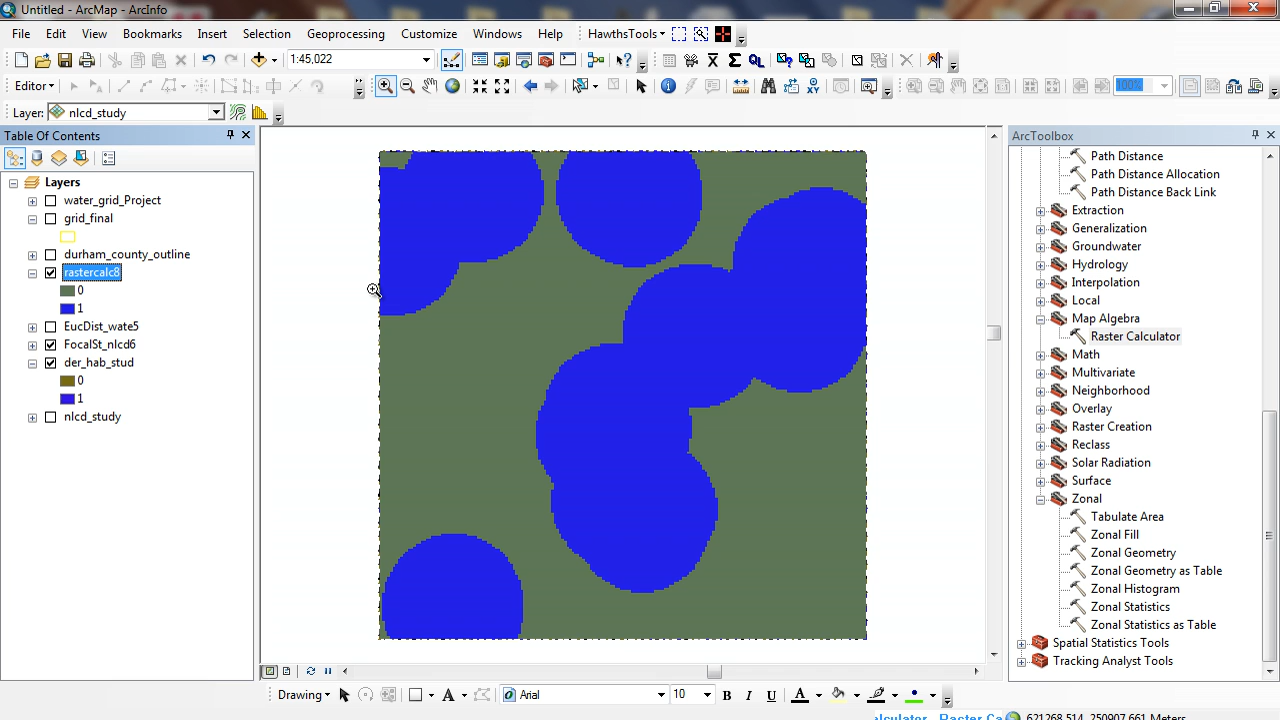 Untitled - ArcMap - ArcInfo
File Edit View Bookmarks Insert Selection Geoprocessing Customize Windows Help HawthsTools
1:45,022
Editor 100%
Layer: nlcd_study
Table Of Contents
Layers
water_grid_Project
grid_final
durham_county_outline
rastercalc8
0
1
EucDist_wate5
FocalSt_nlcd6
der_hab_stud
0
1
nlcd_study
ArcToolbox
Path Distance
Path Distance Allocation
Path Distance Back Link
Extraction
Generalization
Groundwater
Hydrology
Interpolation
Local
Map Algebra
Raster Calculator
Math
Multivariate
Neighborhood
Overlay
Raster Creation
Reclass
Solar Radiation
Surface
Zonal
Tabulate Area
Zonal Fill
Zonal Geometry
Zonal Geometry as Table
Zonal Histogram
Zonal Statistics
Zonal Statistics as Table
Spatial Statistics Tools
Tracking Analyst Tools
Drawing Arial 10 B I U A
alculator Raster Ca 621268.514 250907.661 Meters